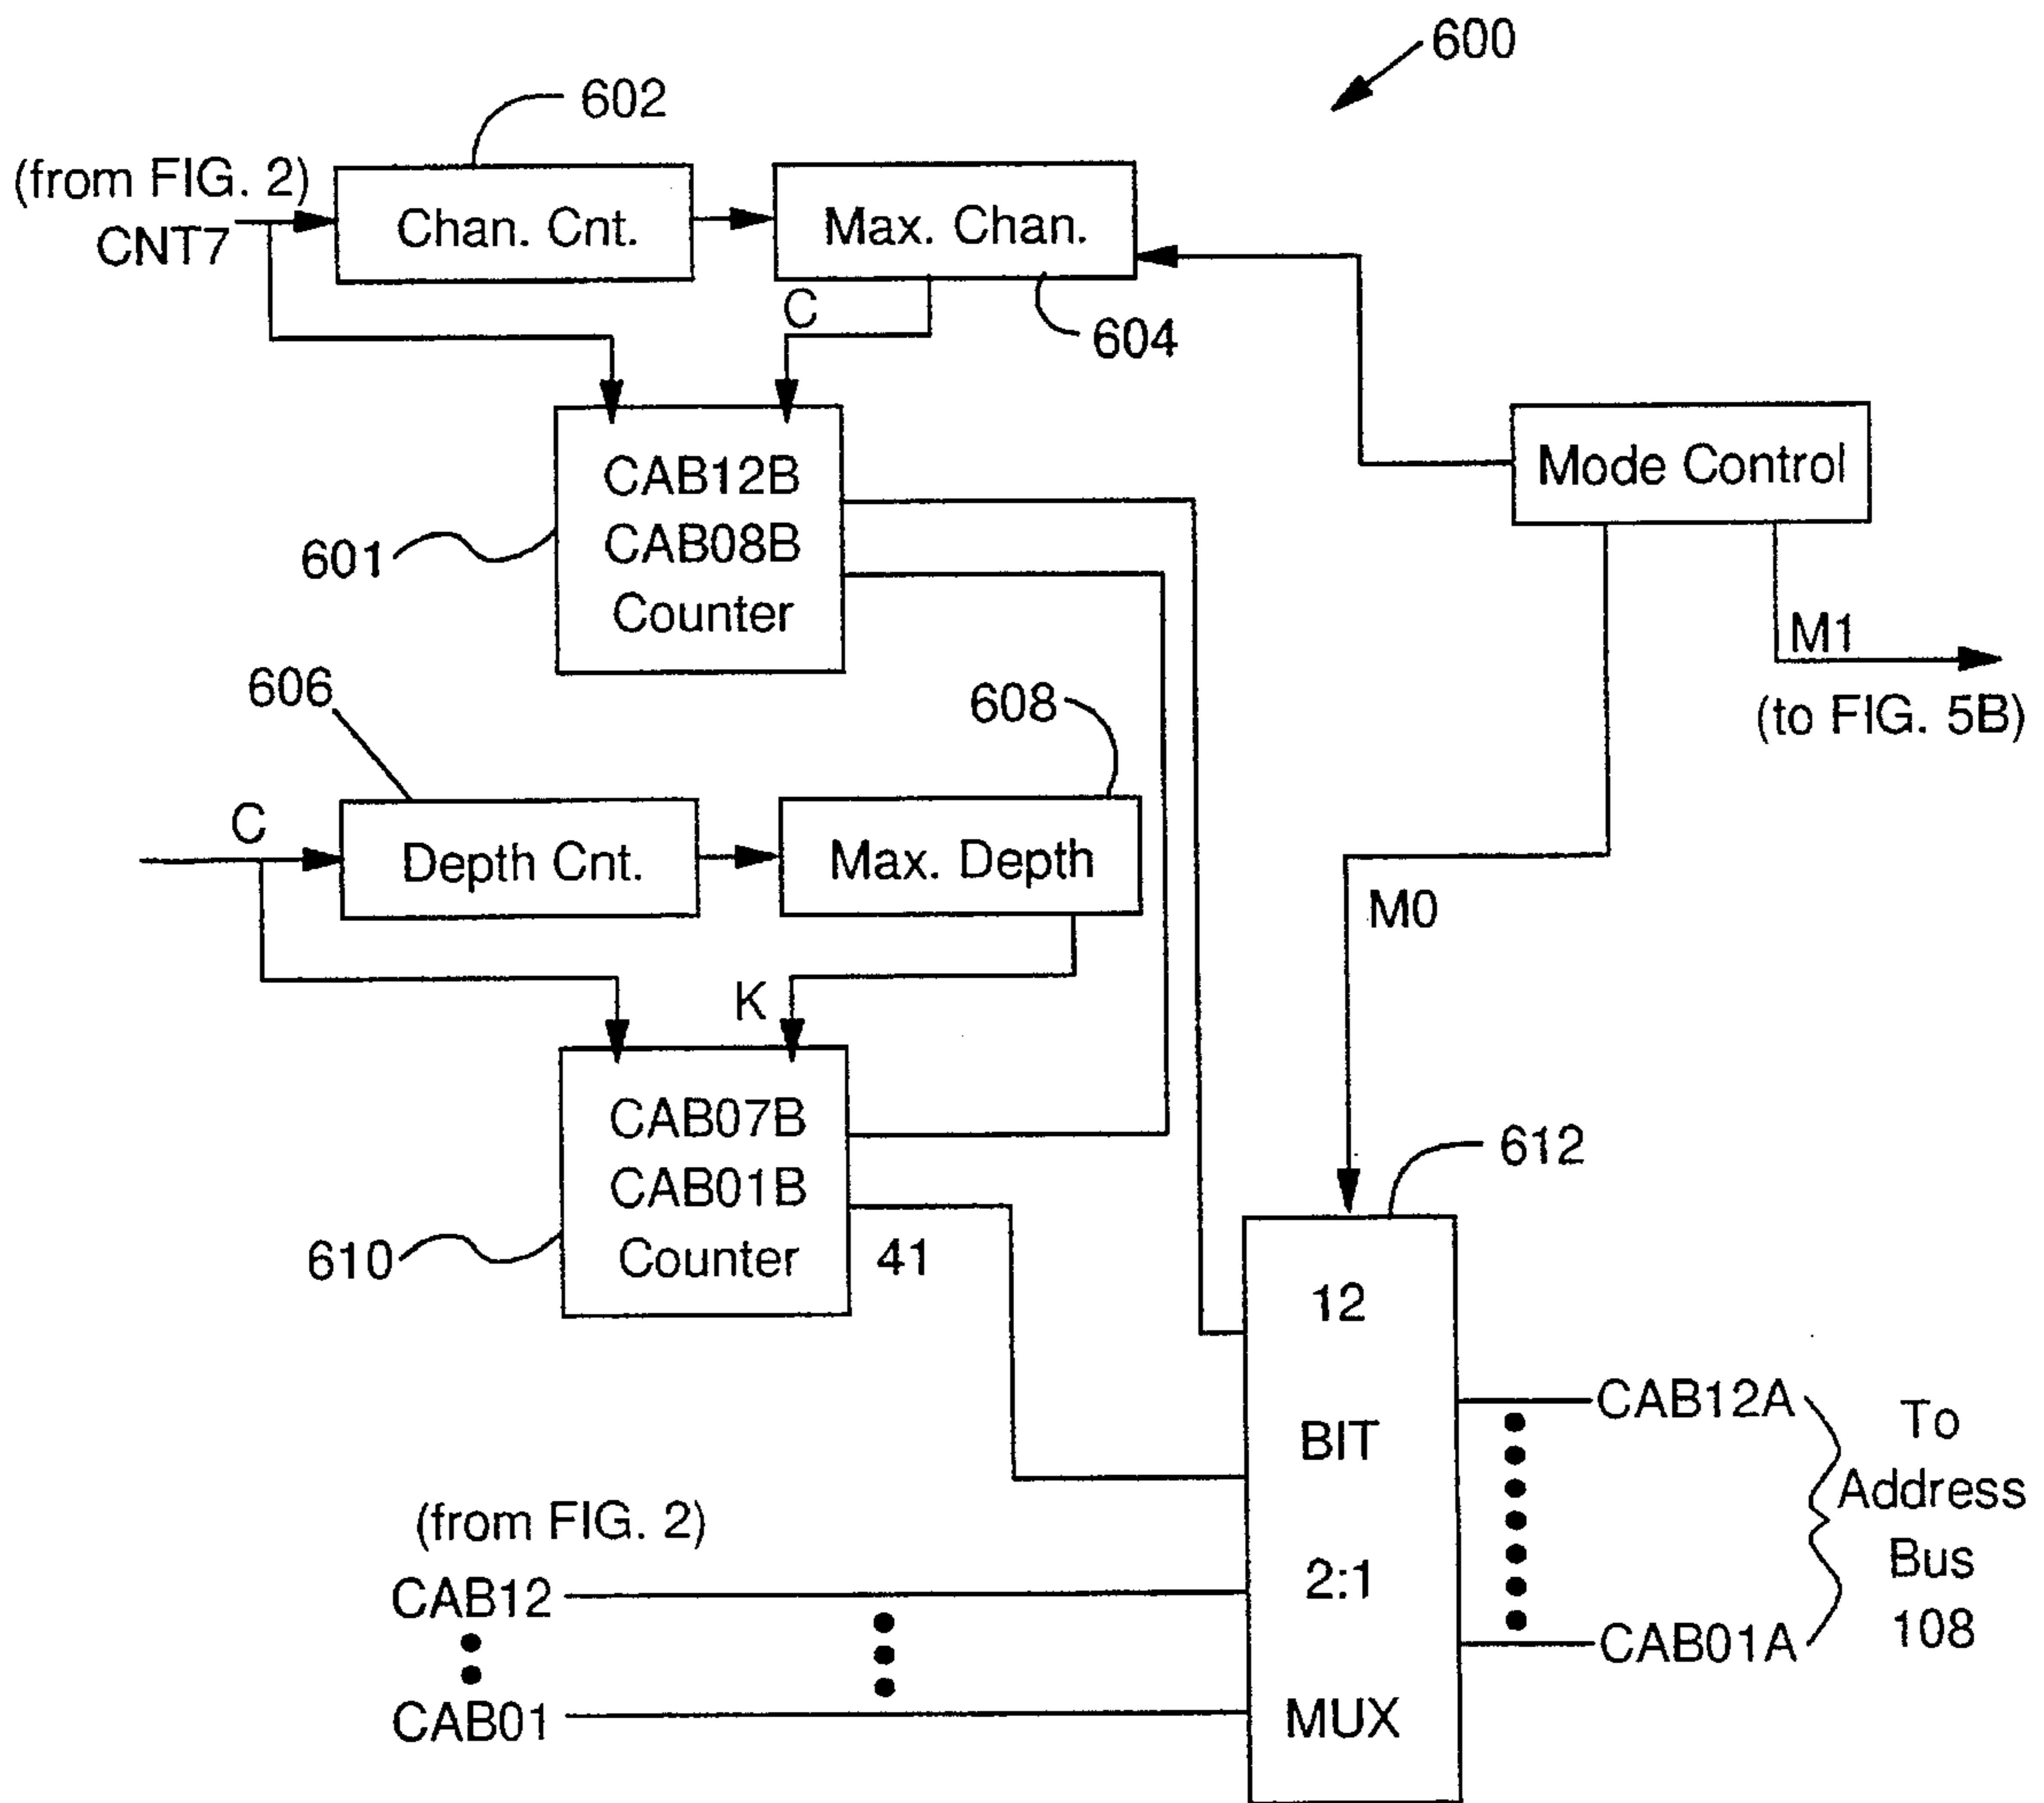 600
602
(from FIG. 2)
CNT7
Chan. Cnt.
Max. Chan.
C
604
Mode Control
CAB12B
CAB08B
Counter
601
M1
(to FIG. 5B)
606
608
C
Depth Cnt.
Max. Depth
M0
K
CAB07B
CAB01B
Counter
610
41
612
12
BIT
2:1
MUX
(from FIG. 2)
CAB12
CAB01
CAB12A
CAB01A
To
Address
Bus
108